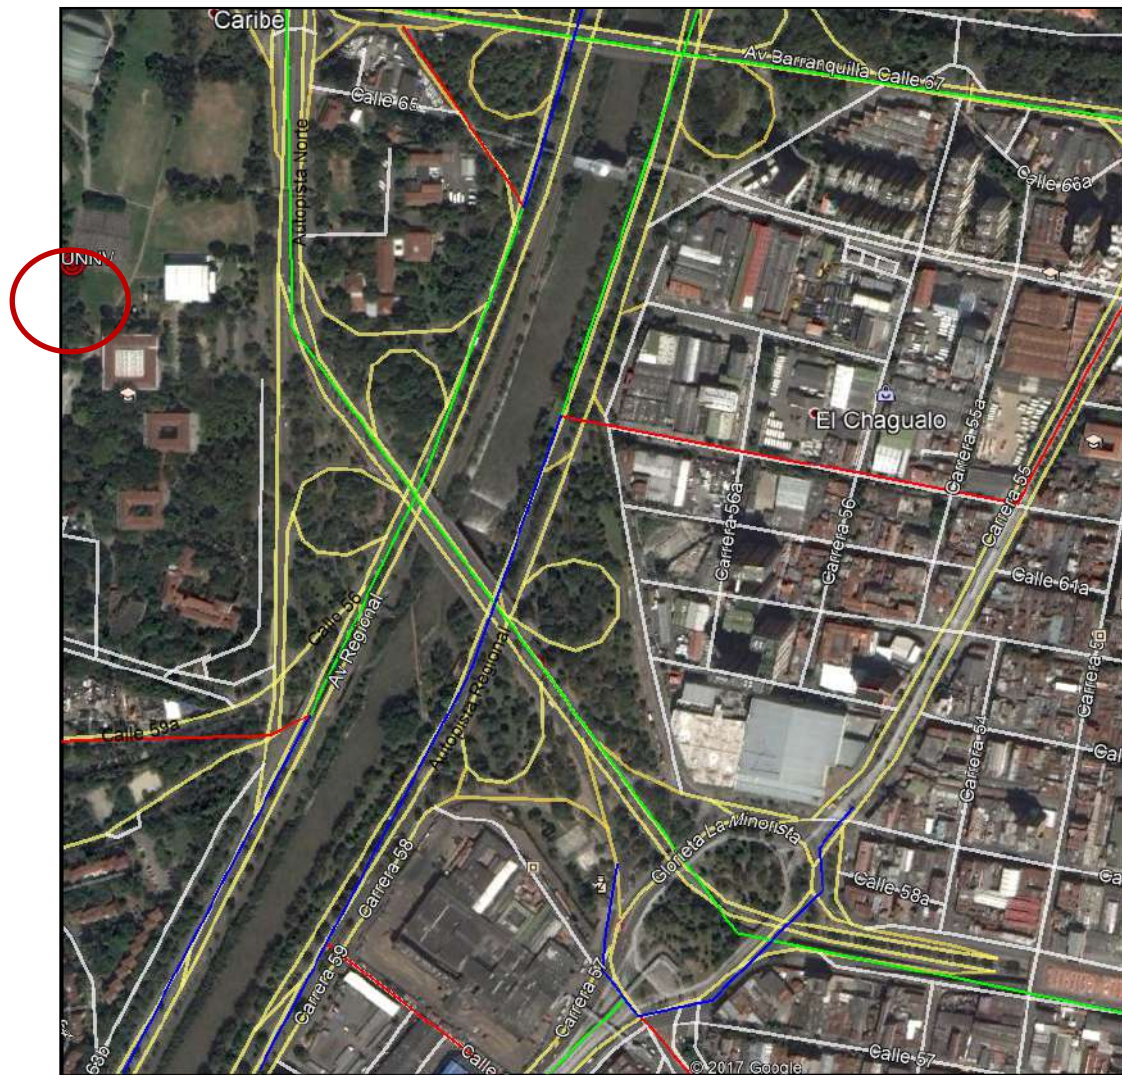 Caribe
Av Barranquilla Calle 67
Calle 65
Autopista Norte
Calle 66a
UNNV
El Chagualo
Carrera 55a
Carrera 55
Carrera 56a
Carrera 56
Calle 61a
Calle 56
Av Regional
Autopista Regional
Calle 59a
Carrera 54
Glorieta La Minorista
Carrera 58
Calle 58a
Carrera 59
Carrera 57
Calle 57
63b
© 2017 Google